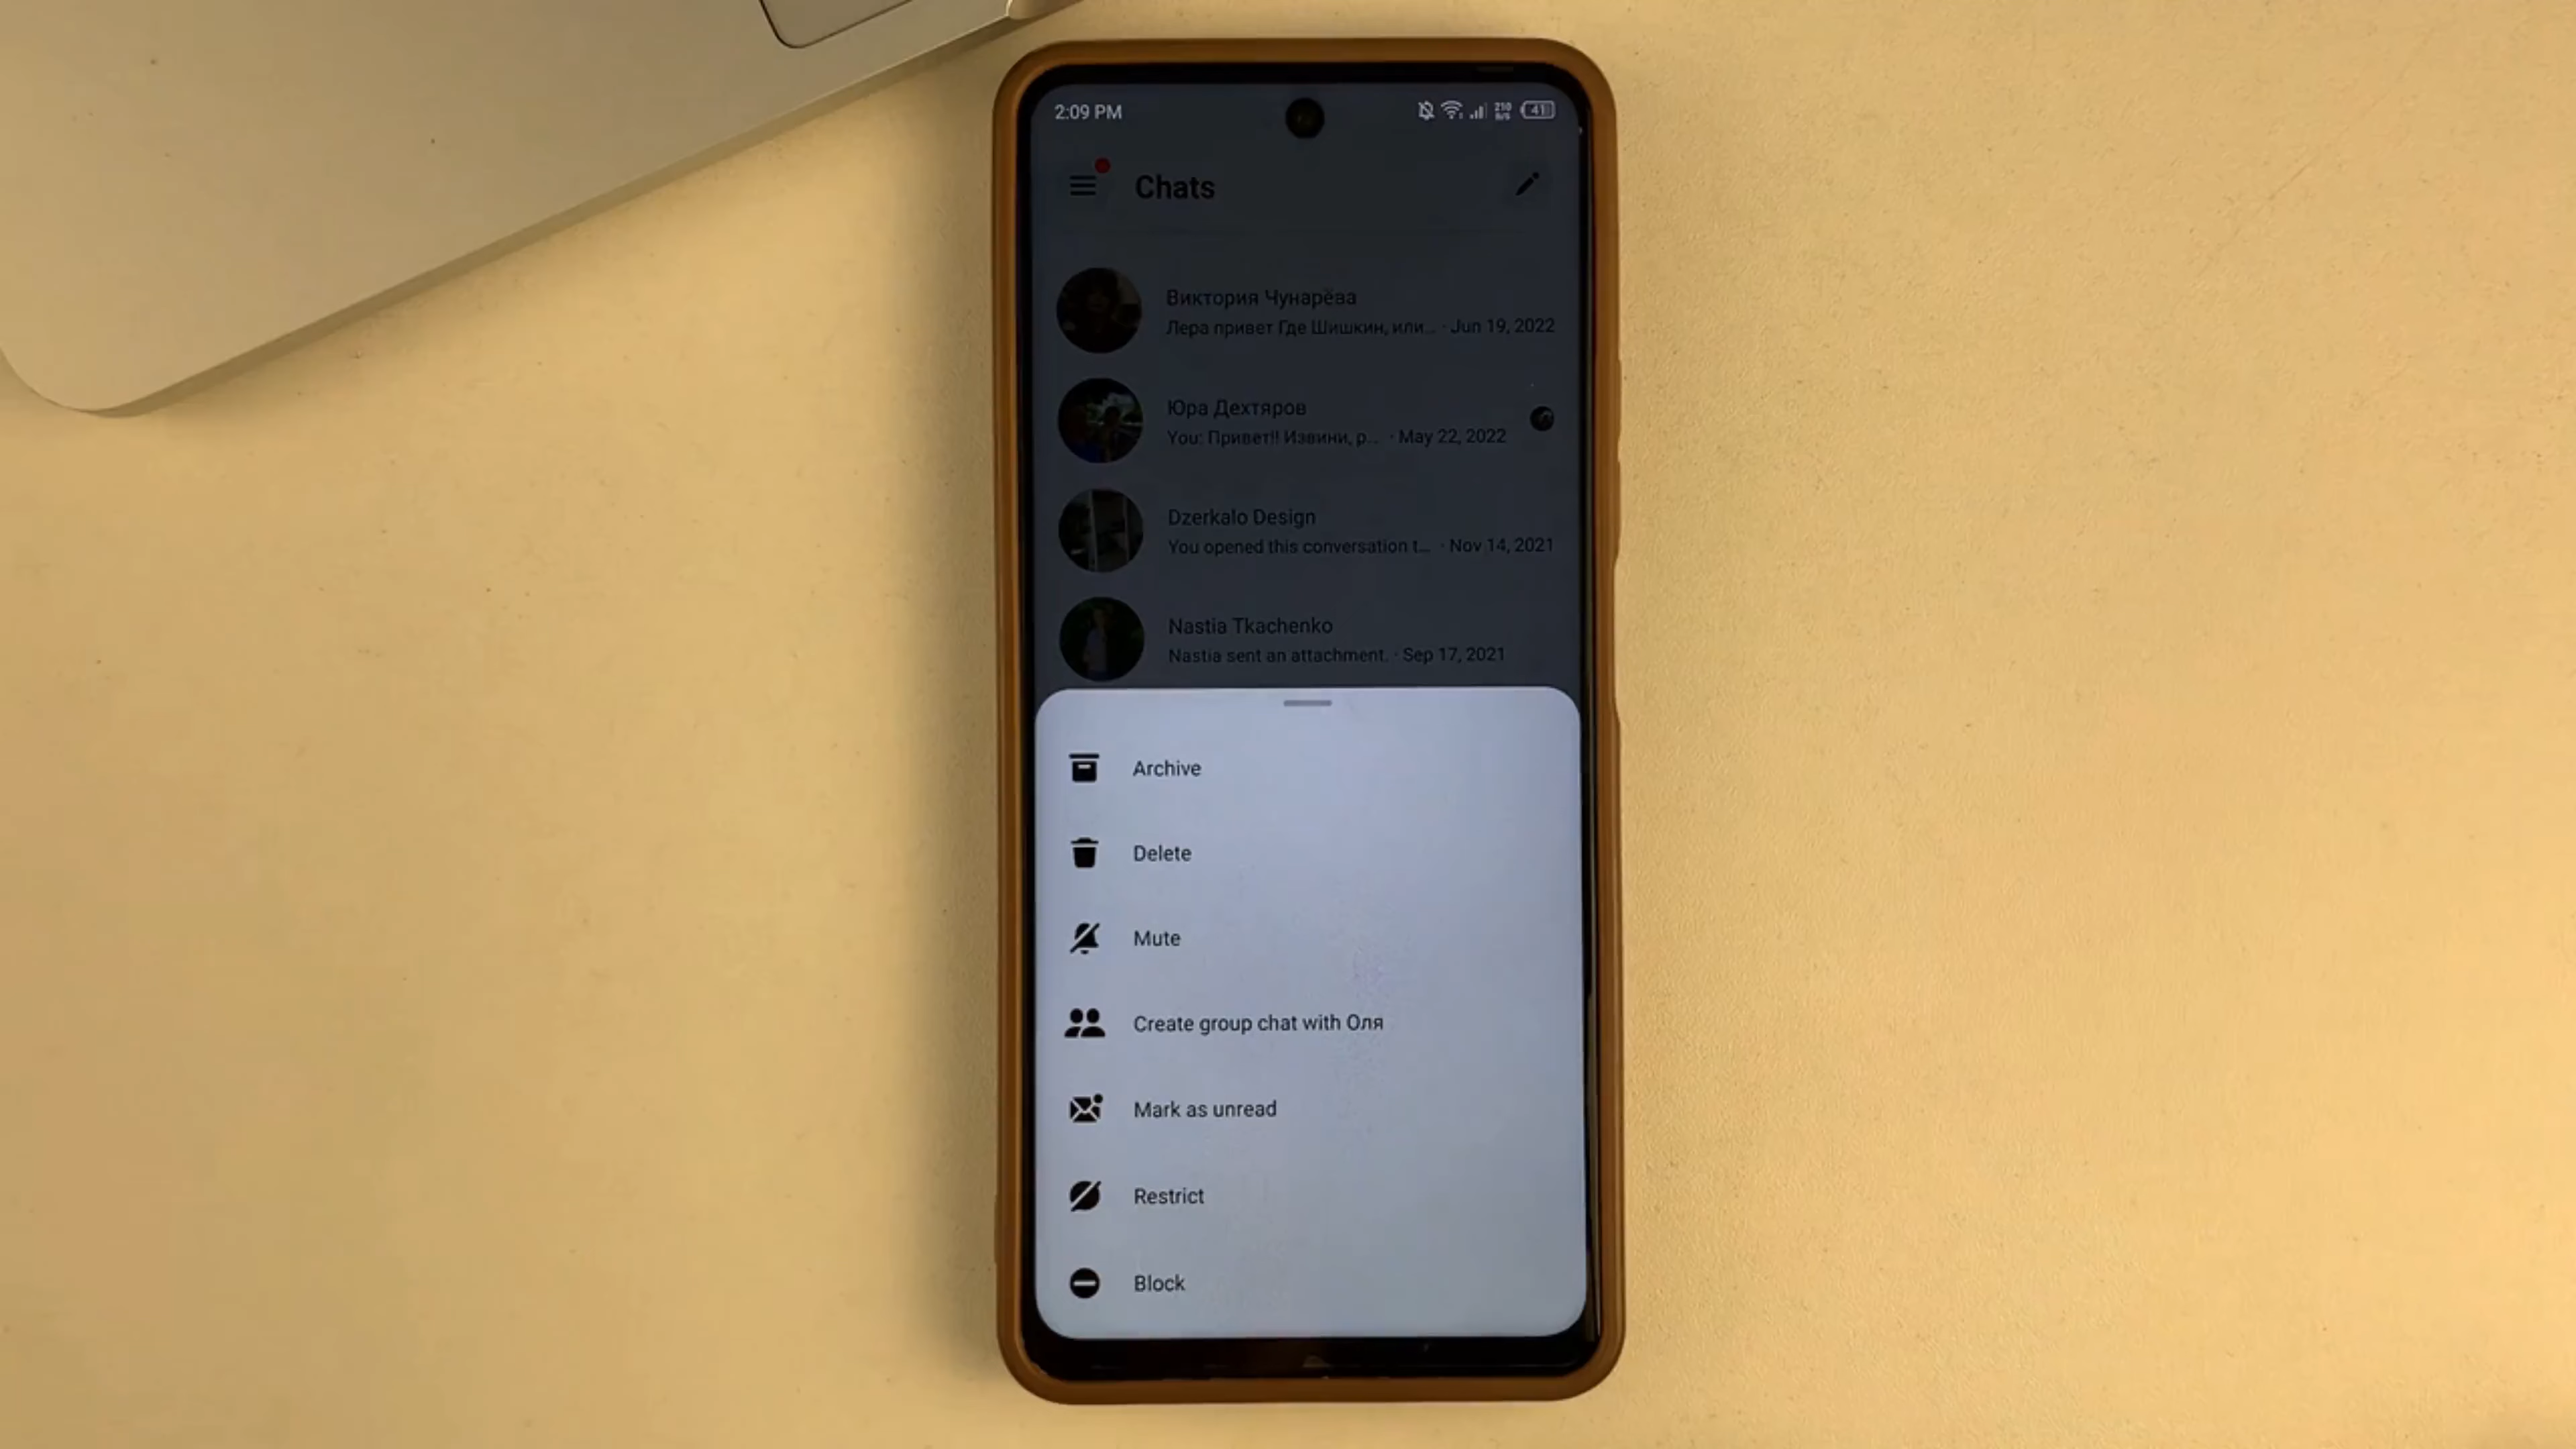 2:09 PM
210
B/S
41
Chats
Виктория Чунарёва
Лера привет Где Шишкин, или... · Jun 19, 2022
Юра Дехтяров
You: Привет!! Извини, р... · May 22, 2022
Dzerkalo Design
You opened this conversation t... · Nov 14, 2021
Nastia Tkachenko
Nastia sent an attachment. · Sep 17, 2021
Archive
Delete
Mute
Create group chat with Оля
Mark as unread
Restrict
Block